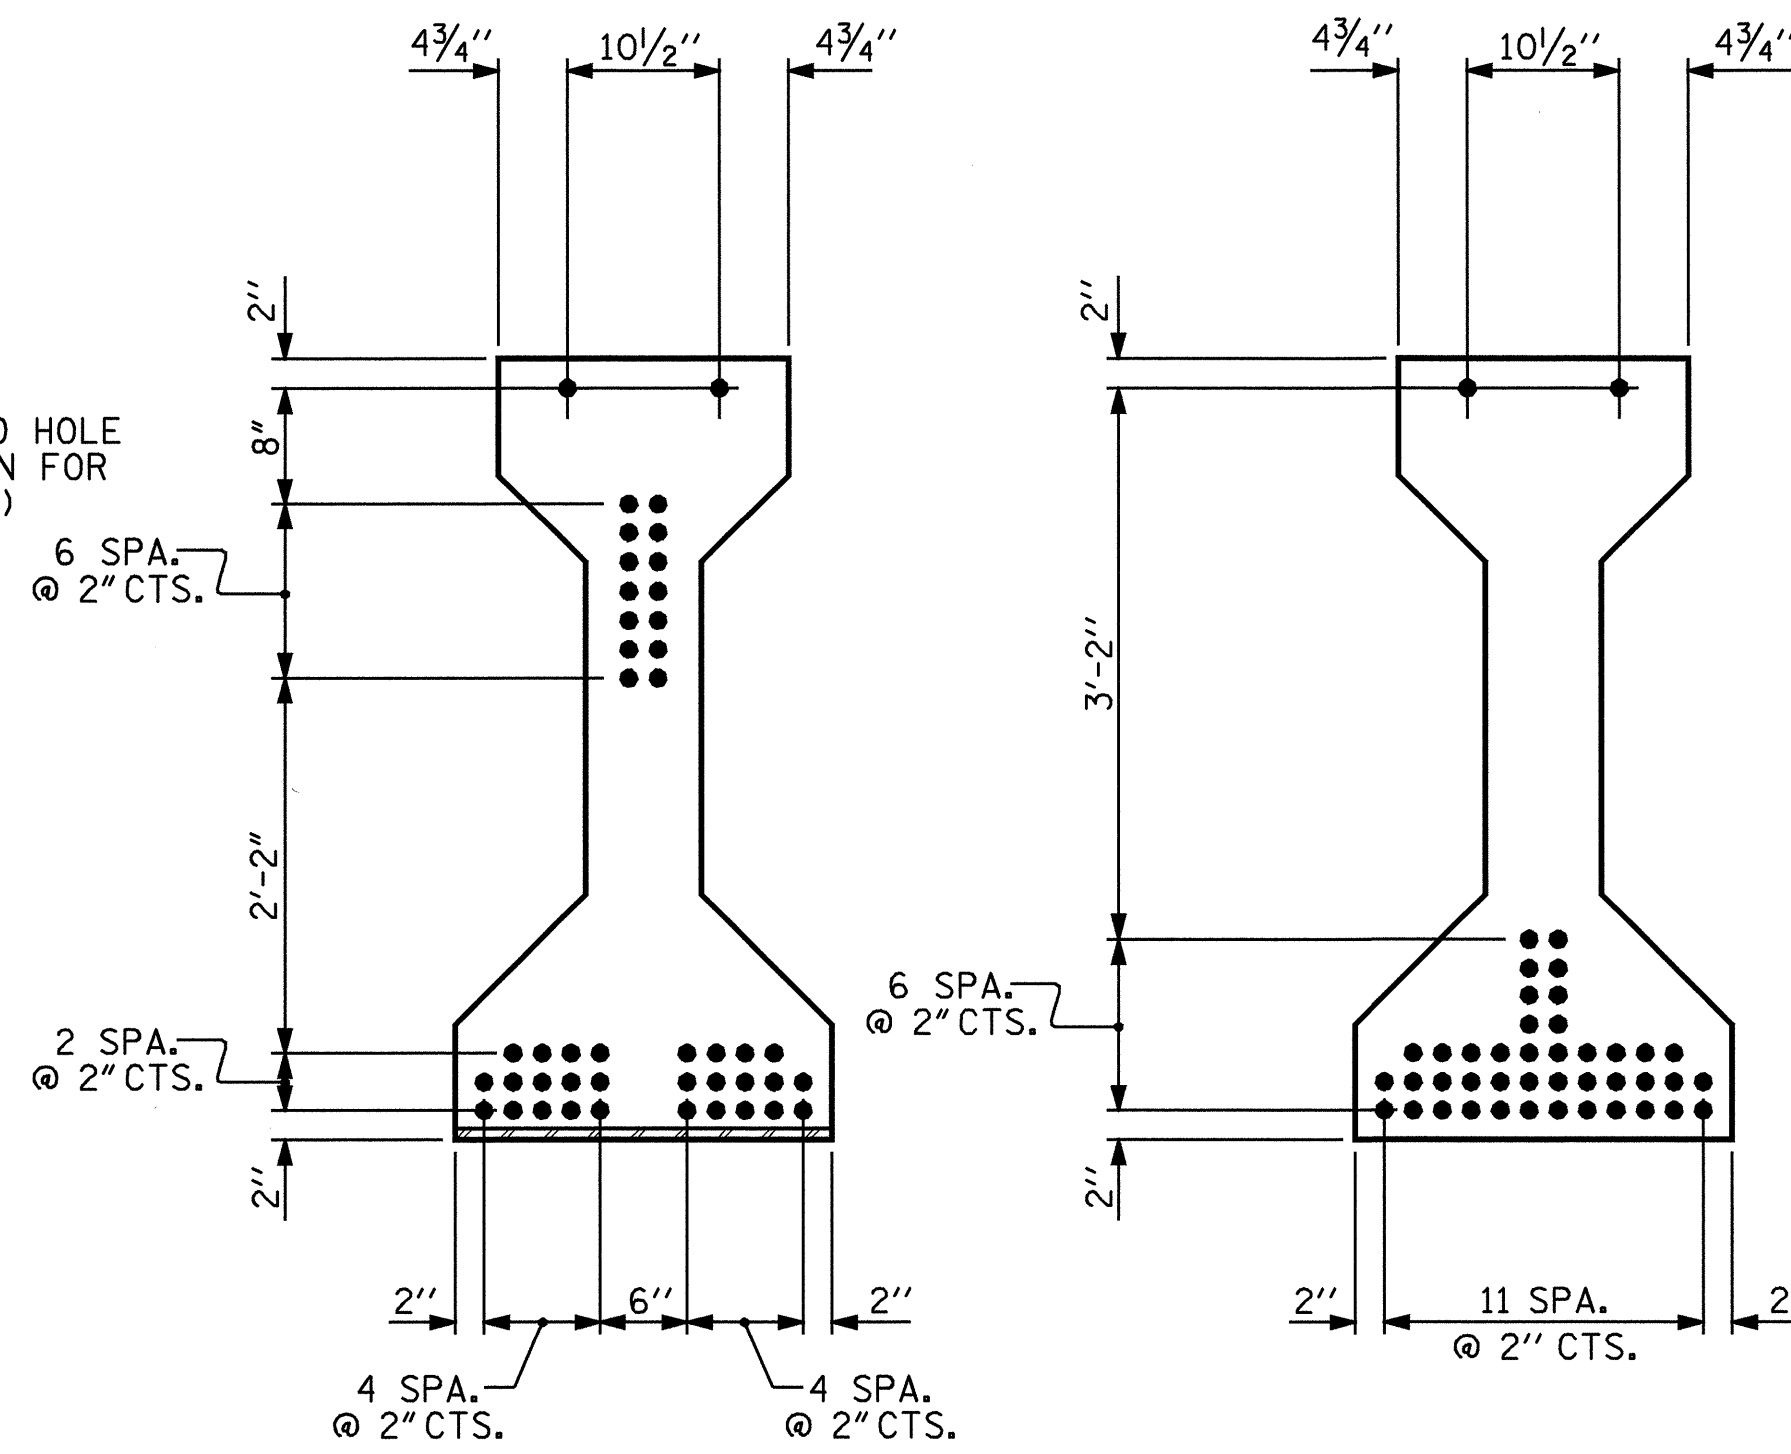 4¾″ 10½″ 4¾″ 4¾″ 10½″ 4¾″
2″ 2″
HOLE
FOR
8″
6 SPA.
@ 2″ CTS.
3'-2″
2'-2″
6 SPA.
@ 2″ CTS.
2 SPA.
@ 2″ CTS.
2″ 2″
2″ 6″ 2″ 2″ 11 SPA. 2
@ 2″ CTS.
4 SPA. 4 SPA.
@ 2″ CTS. @ 2″ CTS.